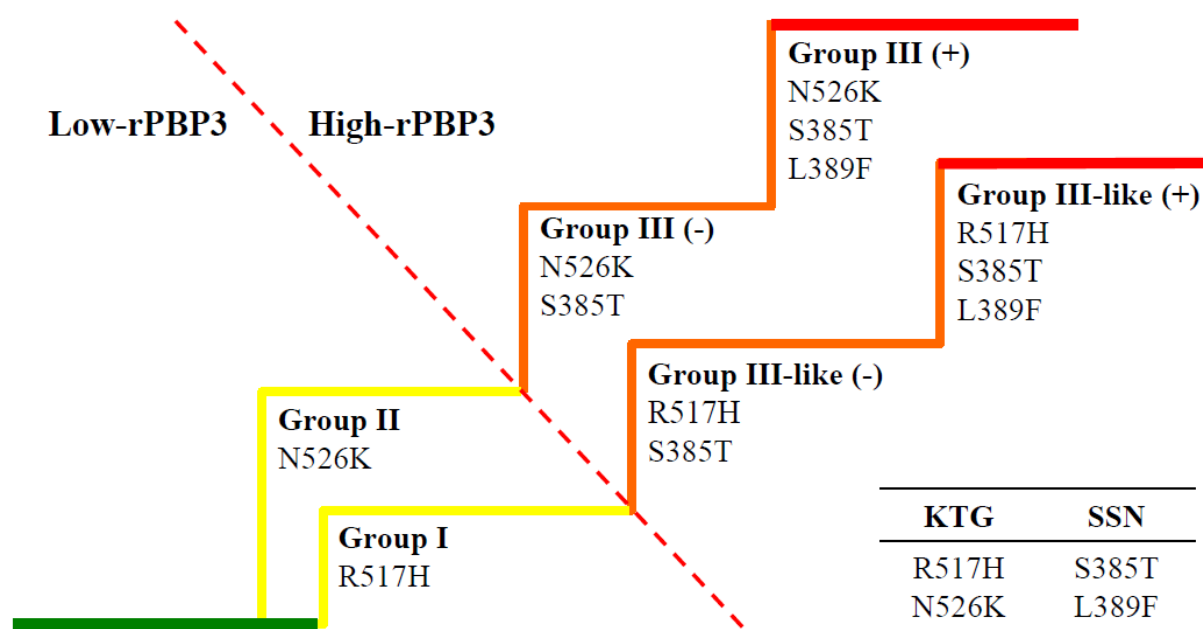 Low-rPBP3
High-rPBP3
Group III (+)
N526K
S385T
L389F
Group III-like (+)
R517H
S385T
L389F
Group III (-)
N526K
S385T
Group III-like (-)
R517H
S385T
Group II
N526K
Group I
R517H
KTG SSN
R517H S385T
N526K L389F